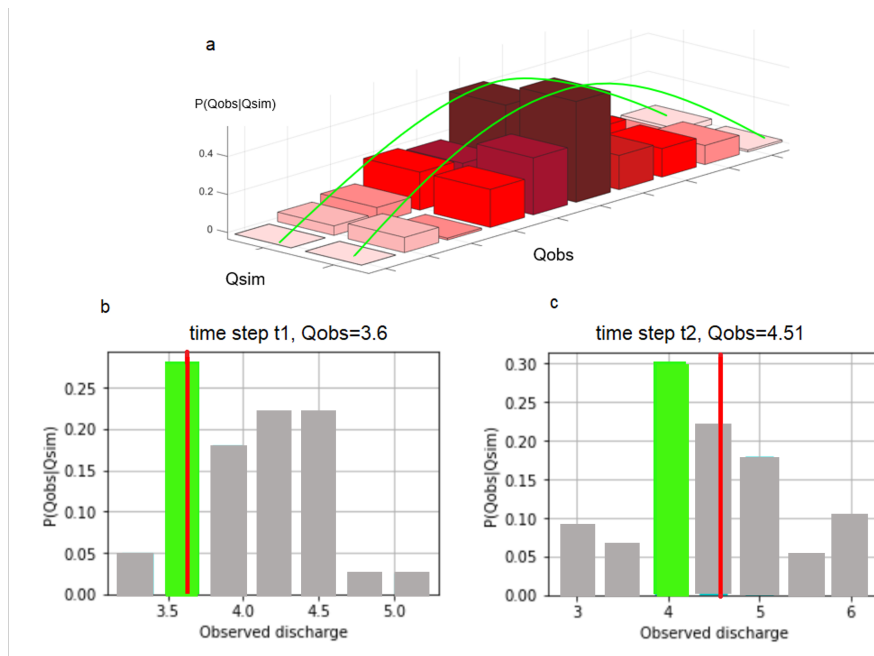 a
P(Qobs|Qsim)
0.4
0.2
0
Qsim
Qobs
b
time step t1, Qobs=3.6
P(Qobs|Qsim)
0.25
0.20
0.15
0.10
0.05
0.00
3.5 4.0 4.5 5.0
Observed discharge
c
time step t2, Qobs=4.51
P(Qobs|Qsim)
0.30
0.25
0.20
0.15
0.10
0.05
0.00
3 4 5 6
Observed discharge